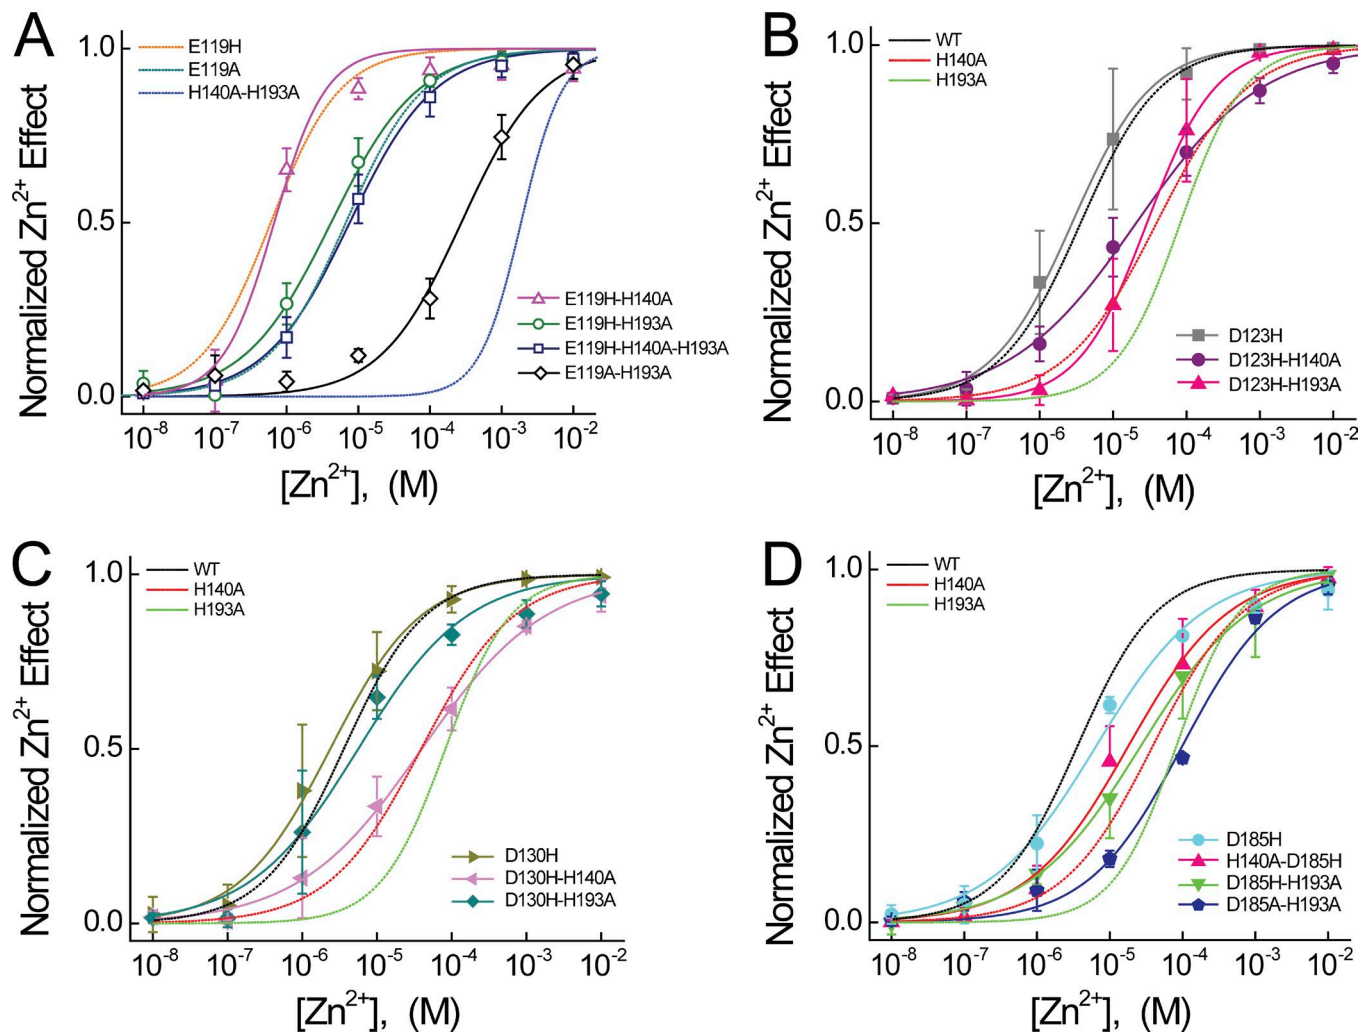 A
Normalized Zn2+ Effect
1.0
0.5
0.0
E119H
E119A
H140A-H193A
E119H-H140A
E119H-H193A
E119H-H140A-H193A
E119A-H193A
10-8 10-7 10-6 10-5 10-4 10-3 10-2
[Zn2+], (M)
B
Normalized Zn2+ Effect
1.0
0.5
0.0
WT
H140A
H193A
D123H
D123H-H140A
D123H-H193A
10-8 10-7 10-6 10-5 10-4 10-3 10-2
[Zn2+], (M)
C
Normalized Zn2+ Effect
1.0
0.5
0.0
WT
H140A
H193A
D130H
D130H-H140A
D130H-H193A
10-8 10-7 10-6 10-5 10-4 10-3 10-2
[Zn2+], (M)
D
Normalized Zn2+ Effect
1.0
0.5
0.0
WT
H140A
H193A
D185H
H140A-D185H
D185H-H193A
D185A-H193A
10-8 10-7 10-6 10-5 10-4 10-3 10-2
[Zn2+], (M)